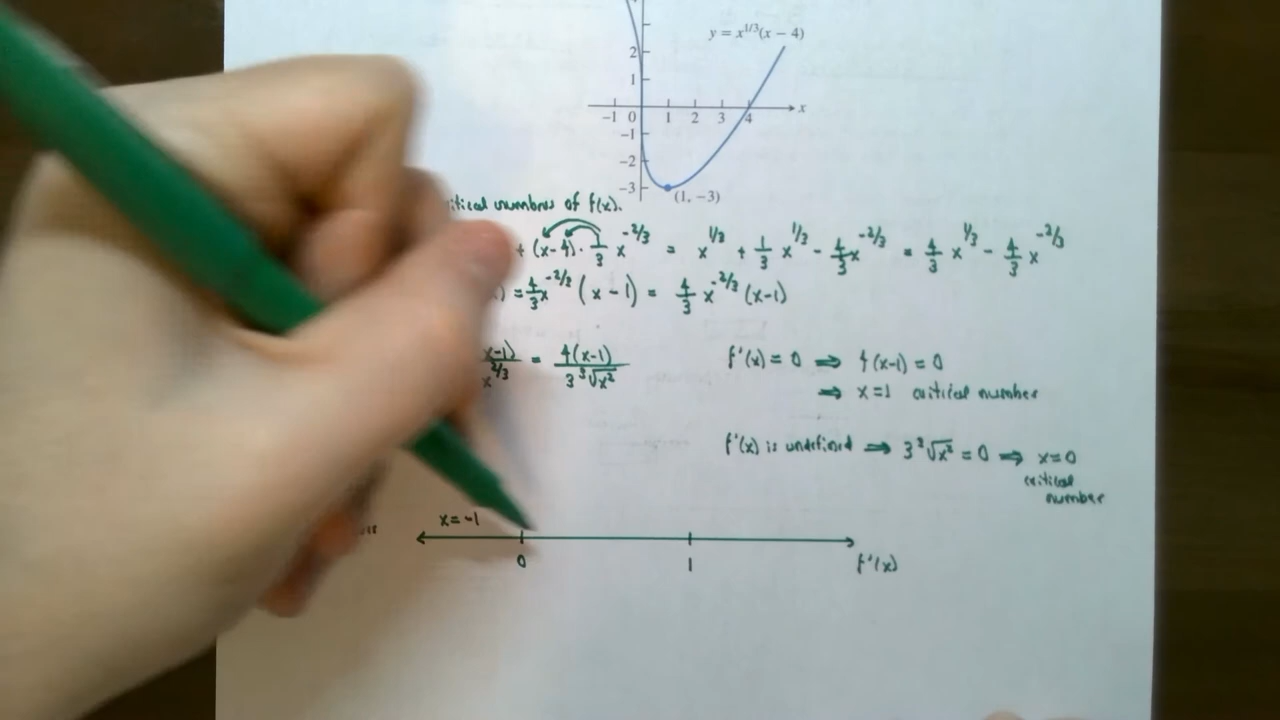 y = x^{1/3}(x − 4)
2
1
−1 0 1 2 3 4 x
−1
−2
−3 (1, −3)
numbers of f(x).
+ (x-4) · 1/3 x^{-2/3} = x^{1/3} + 1/3 x^{1/3} - 4/3 x^{-2/3} = 4/3 x^{1/3} - 4/3 x^{-2/3}
) = 4/3 x^{-2/3} (x-1) = 4/3 x^{-2/3} (x-1)
x-1) / x^{2/3} = 4(x-1) / 3 ∛x²
f'(x) = 0 ⇒ 4(x-1) = 0
⇒ x=1 critical number
f'(x) is undefined ⇒ 3 ∛x² = 0 ⇒ x=0
critical
number
x=-1
0 1 f'(x)